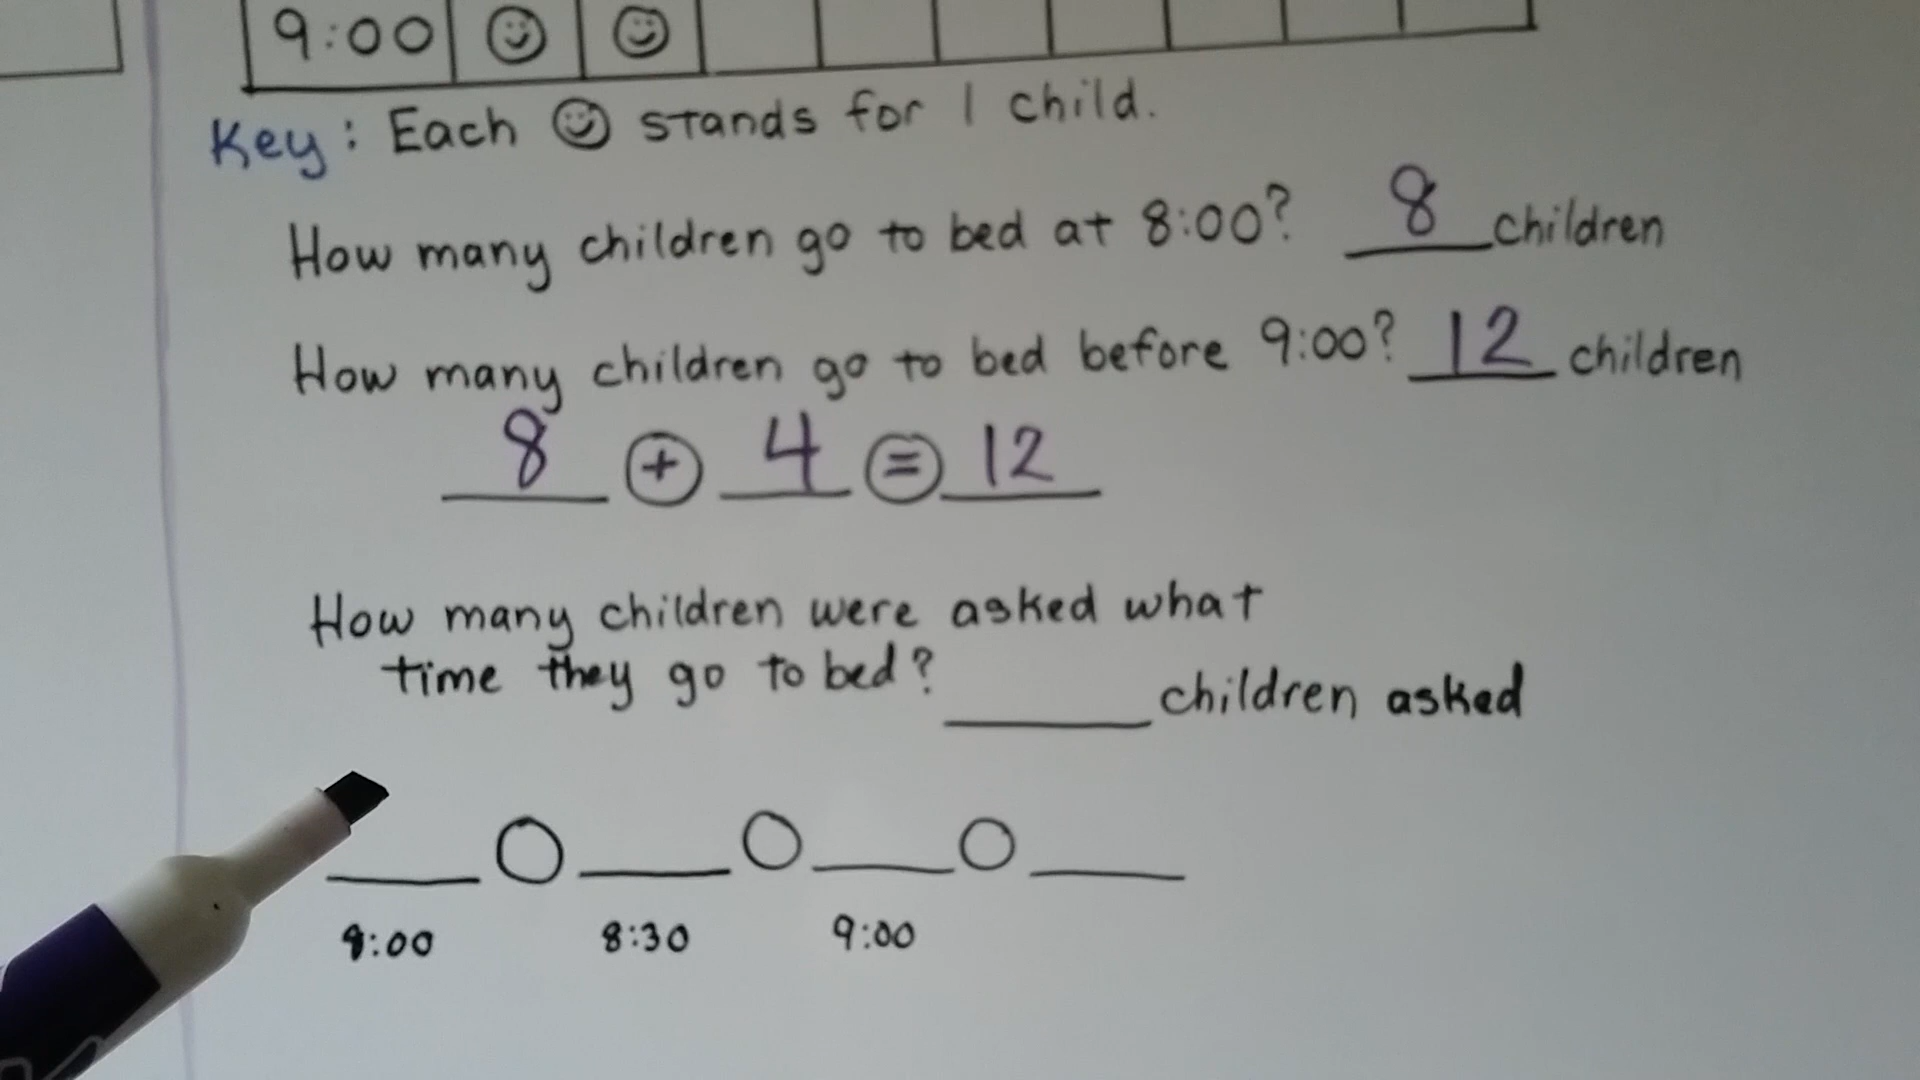 9:00
Key: Each stands for 1 child.
How many children go to bed at 8:00? 8 children
How many children go to bed before 9:00? 12 children
8 + 4 = 12
How many children were asked what
time they go to bed? ____ children asked
8:00 8:30 9:00